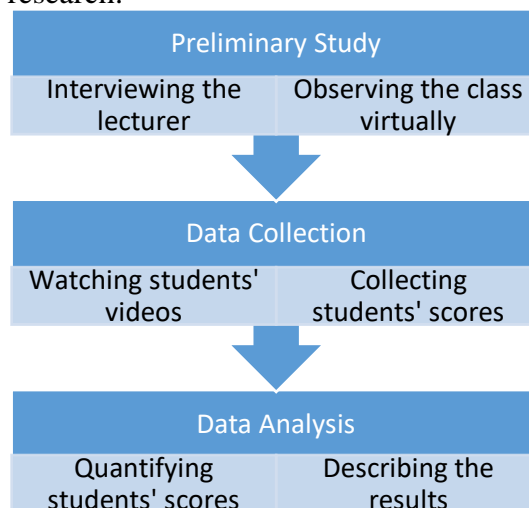 research.
Preliminary Study
Interviewing the
lecturer
Observing the class
virtually
Data Collection
Watching students'
videos
Collecting
students' scores
Data Analysis
Quantifying
students' scores
Describing the
results